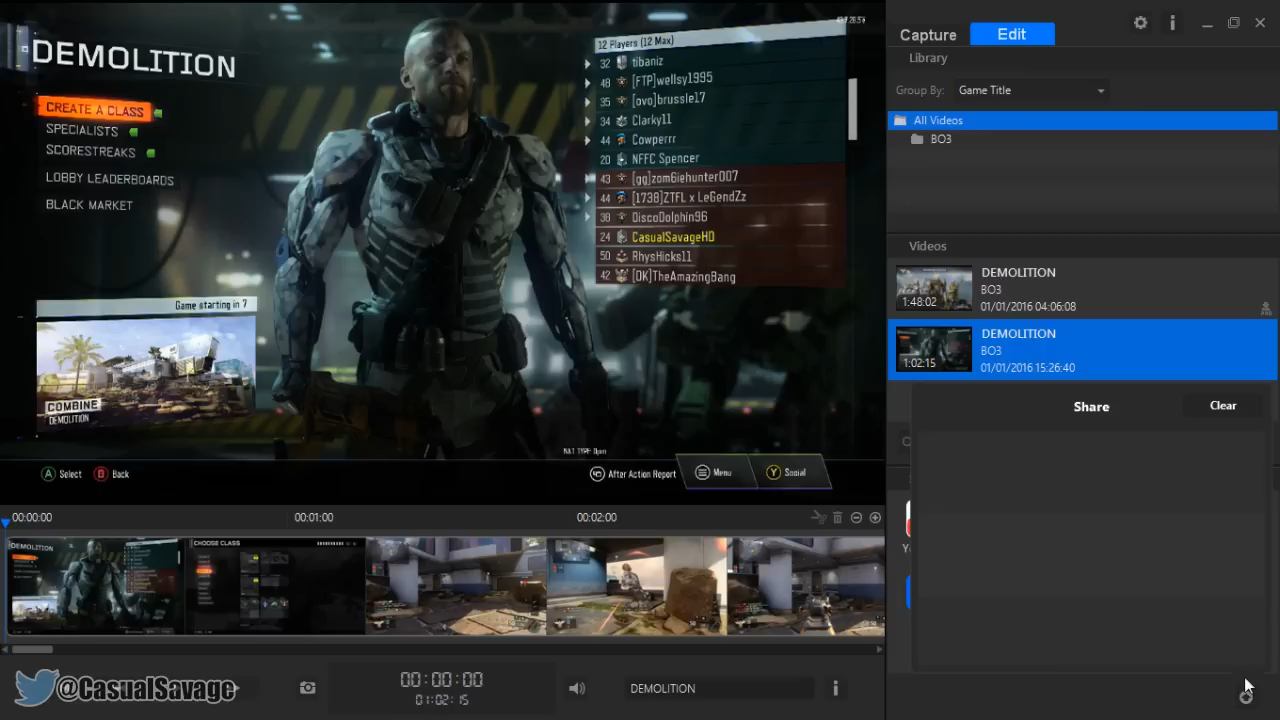 DEMOLITION
CREATE A CLASS
SPECIALISTS
SCORESTREAKS
LOBBY LEADERBOARDS
BLACK MARKET
12 Players (12 Max)
32 tibaniz
48 [FTP]wellsy1995
35 [ovo]brussle17
34 Clarky11
44 Cowperrr
20 NFFC Spencer
43 [gg]zom6iehunter007
44 [1738]ZTFL x LeGendZz
38 DiscoDolphin96
24 CasualSavageHD
50 RhysHicks11
42 [DK]TheAmazingBang
Game starting in 7
COMBINE
DEMOLITION
NAT TYPE Open
A Select B Back
After Action Report
Menu
Y Social
Capture Edit
Library
Group By: Game Title
All Videos
BO3
Videos
DEMOLITION
BO3
01/01/2016 04:06:08
1:48:02
DEMOLITION
BO3
01/01/2016 15:26:40
1:02:15
Share Clear
00:00:00 00:01:00 00:02:00
DEMOLITION
CHOOSE CLASS
@CasualSavage
00:00:00
01:02:15
DEMOLITION